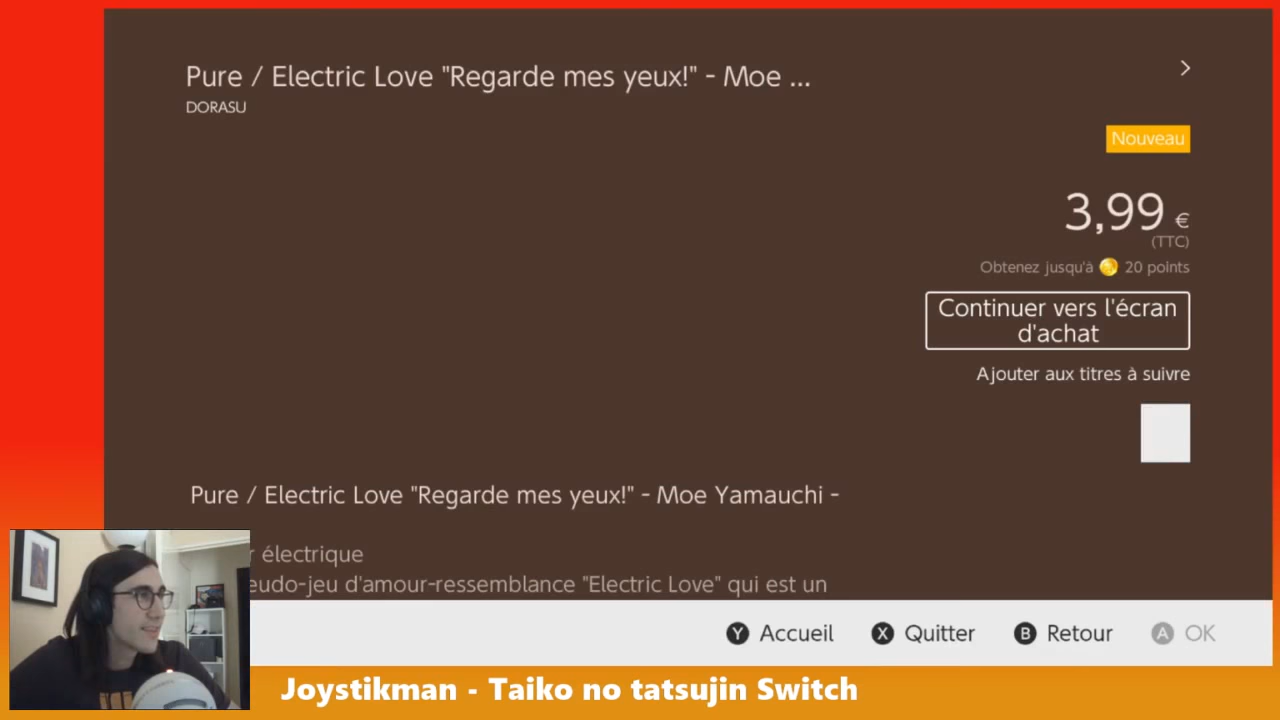 Pure / Electric Love "Regarde mes yeux!" - Moe ...
DORASU
Nouveau
3,99 €
(TTC)
Obtenez jusqu'à 20 points
Continuer vers l'écran
d'achat
Ajouter aux titres à suivre
Pure / Electric Love "Regarde mes yeux!" - Moe Yamauchi -
électrique
d'amour-ressemblance "Electric Love" qui est un
Y Accueil X Quitter B Retour A OK
Joystikman - Taiko no tatsujin Switch